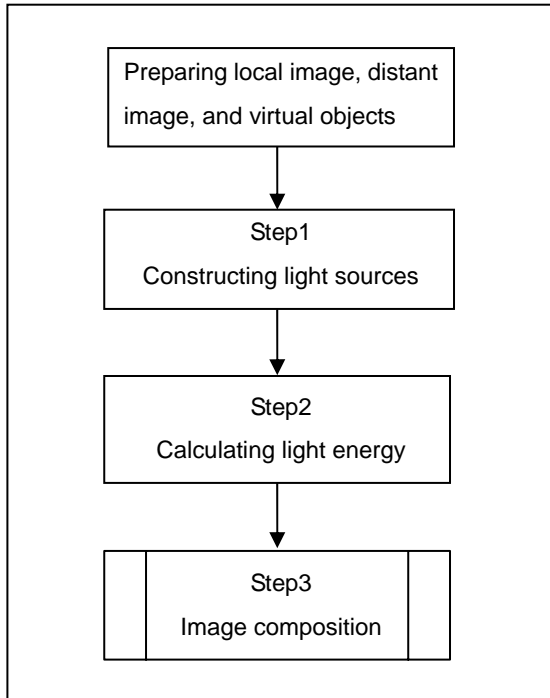 Preparing local image, distant
image, and virtual objects
Step1
Constructing light sources
Step2
Calculating light energy
Step3
Image composition